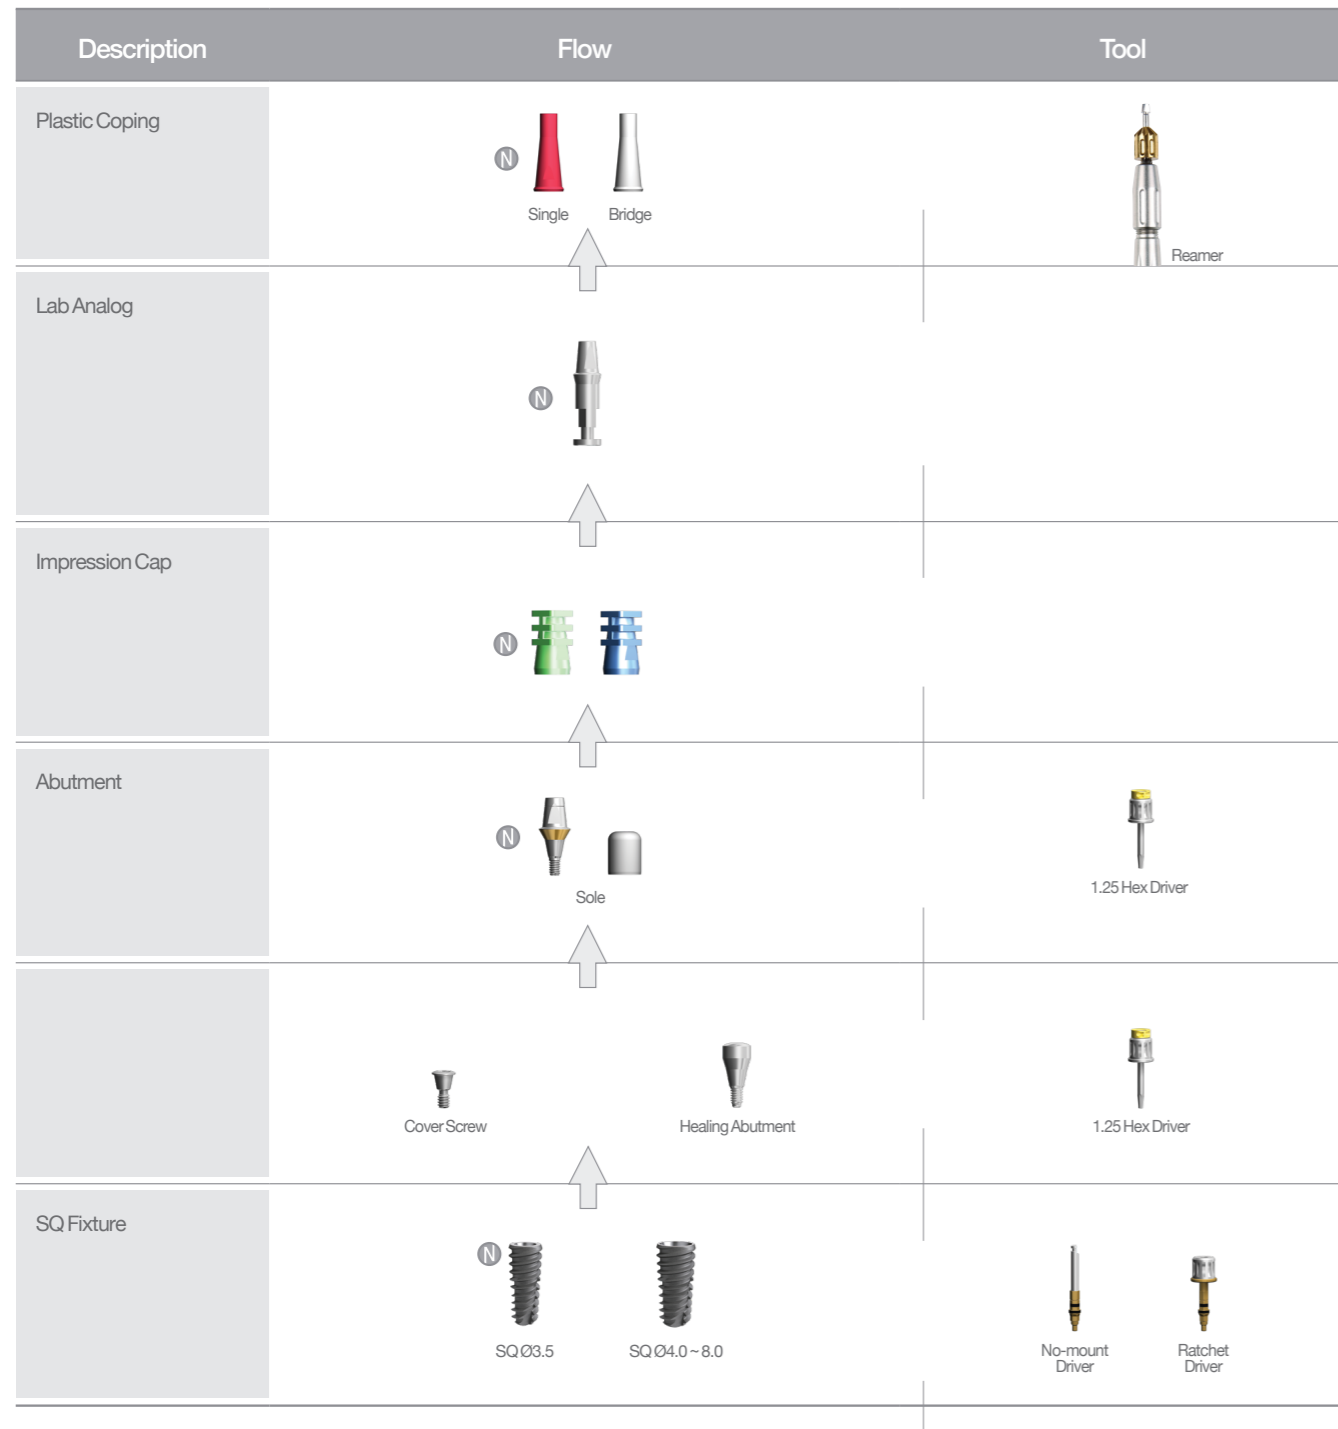 Description Flow Tool
Plastic Coping
N
Single Bridge
Reamer
Lab Analog
N
Impression Cap
N
Abutment
N
Sole
1.25 Hex Driver
Cover Screw Healing Abutment 1.25 Hex Driver
SQ Fixture
N
SQ Ø3.5 SQ Ø4.0 ~ 8.0
No-mount
Driver
Ratchet
Driver